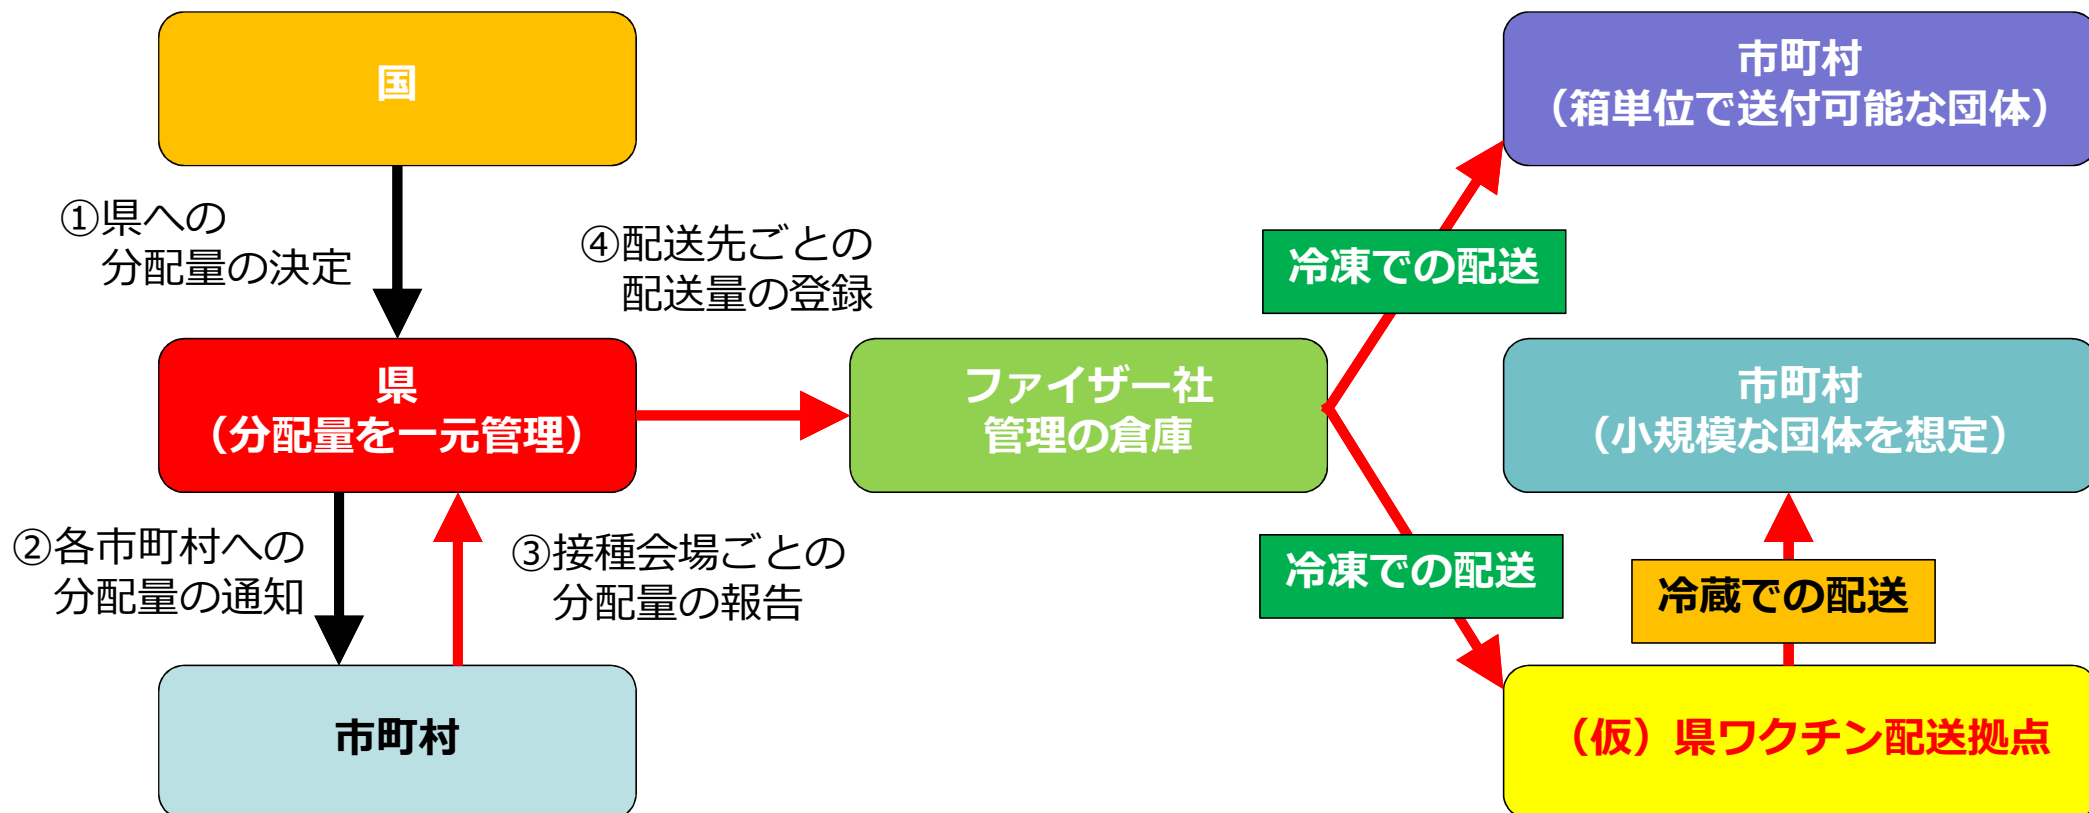 国
①県への
分配量の決定
県
（分配量を一元管理）
②各市町村への
分配量の通知
③接種会場ごとの
分配量の報告
市町村
④配送先ごとの
配送量の登録
ファイザー社
管理の倉庫
冷凍での配送
市町村
（箱単位で送付可能な団体）
冷凍での配送
（仮）県ワクチン配送拠点
冷蔵での配送
市町村
（小規模な団体を想定）